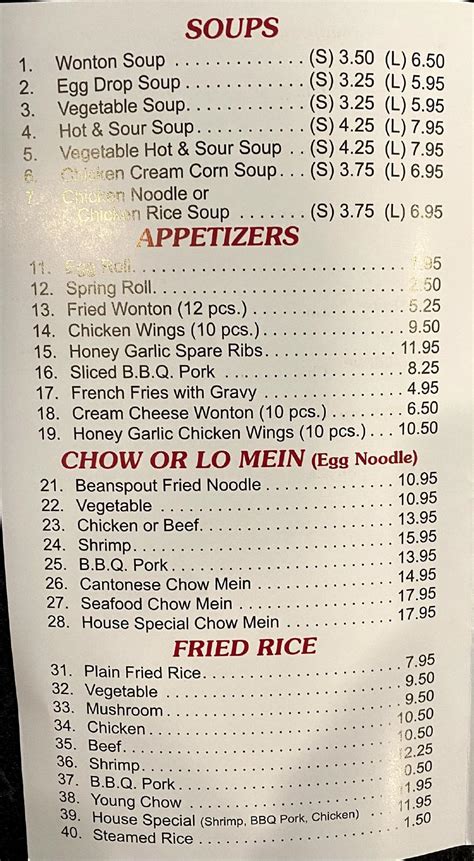 SOUPS
1. Wonton Soup . . . . . . . . . . . . (S) 3.50 (L) 6.50
2. Egg Drop Soup . . . . . . . . . . (S) 3.25 (L) 5.95
3. Vegetable Soup. . . . . . . . . . (S) 3.25 (L) 5.95
4. Hot & Sour Soup. . . . . . . . . (S) 4.25 (L) 7.95
5. Vegetable Hot & Sour Soup . . (S) 4.25 (L) 7.95
6. Chicken Cream Corn Soup. . . (S) 3.75 (L) 6.95
7. Chicken Noodle or
Chicken Rice Soup . . . . . . . (S) 3.75 (L) 6.95
APPETIZERS
11. Egg Roll. . . . . . . . . . . . . . . . . . . . . . . . 1.95
12. Spring Roll. . . . . . . . . . . . . . . . . . . . . . 2.50
13. Fried Wonton (12 pcs.) . . . . . . . . . . . . . . 5.25
14. Chicken Wings (10 pcs.) . . . . . . . . . . . . . 9.50
15. Honey Garlic Spare Ribs. . . . . . . . . . . . . 11.95
16. Sliced B.B.Q. Pork . . . . . . . . . . . . . . . . . 8.25
17. French Fries with Gravy . . . . . . . . . . . . . 4.95
18. Cream Cheese Wonton (10 pcs.) . . . . . . . 6.50
19. Honey Garlic Chicken Wings (10 pcs.) . . . 10.50
CHOW OR LO MEIN (Egg Noodle)
21. Beanspout Fried Noodle . . . . . . . . . . . . 10.95
22. Vegetable . . . . . . . . . . . . . . . . . . . . . . 10.95
23. Chicken or Beef. . . . . . . . . . . . . . . . . . 13.95
24. Shrimp. . . . . . . . . . . . . . . . . . . . . . . . 15.95
25. B.B.Q. Pork . . . . . . . . . . . . . . . . . . . . 13.95
26. Cantonese Chow Mein . . . . . . . . . . . . . 14.95
27. Seafood Chow Mein . . . . . . . . . . . . . . . 17.95
28. House Special Chow Mein . . . . . . . . . . . 17.95
FRIED RICE
31. Plain Fried Rice. . . . . . . . . . . . . . . . . . 7.95
32. Vegetable . . . . . . . . . . . . . . . . . . . . . . 9.50
33. Mushroom . . . . . . . . . . . . . . . . . . . . . 9.50
34. Chicken . . . . . . . . . . . . . . . . . . . . . . . 10.50
35. Beef. . . . . . . . . . . . . . . . . . . . . . . . . . 10.50
36. Shrimp. . . . . . . . . . . . . . . . . . . . . . . .
37. B.B.Q. Pork . . . . . . . . . . . . . . . . . . . .
38. Young Chow . . . . . . . . . . . . . . . . . . . .
39. House Special (Shrimp, BBQ Pork, Chicken) . . . . 11.95
40. Steamed Rice . . . . . . . . . . . . . . . . . . . 1.50